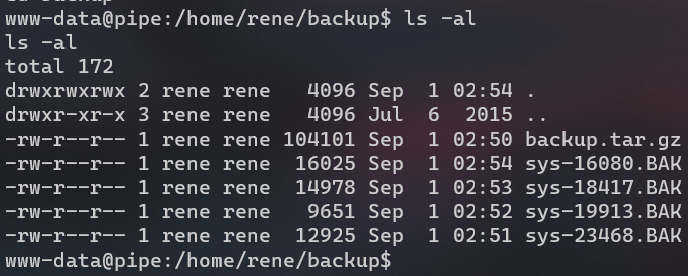 www-data@pipe:/home/rene/backup$ ls -al
ls -al
total 172
drwxrwxrwx 2 rene rene   4096 Sep  1 02:54 .
drwxr-xr-x 3 rene rene   4096 Jul  6  2015 ..
-rw-r--r-- 1 rene rene 104101 Sep  1 02:50 backup.tar.gz
-rw-r--r-- 1 rene rene  16025 Sep  1 02:54 sys-16080.BAK
-rw-r--r-- 1 rene rene  14978 Sep  1 02:53 sys-18417.BAK
-rw-r--r-- 1 rene rene   9651 Sep  1 02:52 sys-19913.BAK
-rw-r--r-- 1 rene rene  12925 Sep  1 02:51 sys-23468.BAK
www-data@pipe:/home/rene/backup$